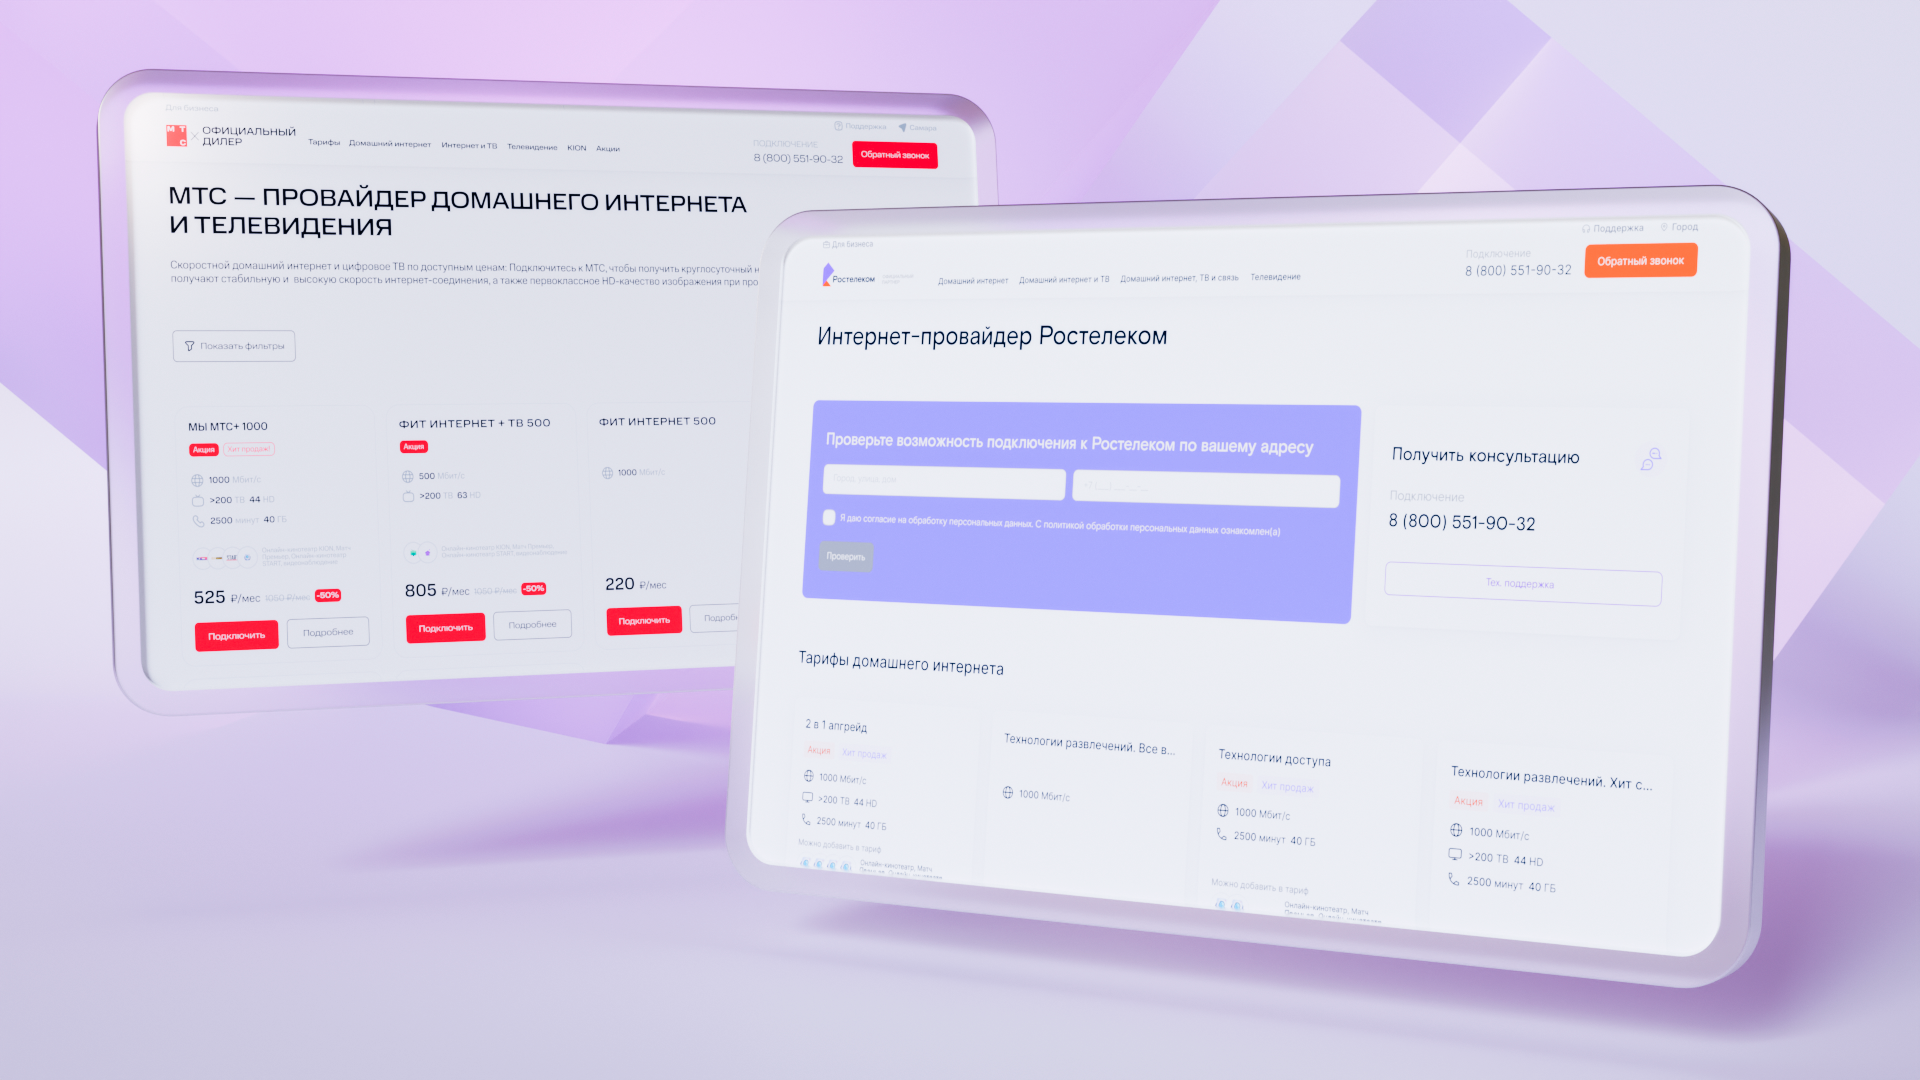 Для бизнеса
Поддержка
Самара
МТС
ОФИЦИАЛЬНЫЙ
ДИЛЕР
Тарифы Домашний интернет Интернет и ТВ Телевидение KION Акции
ПОДКЛЮЧЕНИЕ
8 (800) 551-90-32
Обратный звонок
МТС — ПРОВАЙДЕР ДОМАШНЕГО ИНТЕРНЕТА
И ТЕЛЕВИДЕНИЯ
Скоростной домашний интернет и цифровое ТВ по доступным ценам: Подключитесь к МТС, чтобы получить круглосуточный
получают стабильную и высокую скорость интернет-соединения, а также первоклассное HD-качество изображения при
Показать фильтры
МЫ МТС+ 1000
Акция Хит продаж!
1000 Мбит/с
>200 ТВ 44 HD
2500 минут 40 ГБ
525 ₽/мес 1050 ₽/мес -50%
Подключить Подробнее
ФИТ ИНТЕРНЕТ + ТВ 500
Акция
500 Мбит/с
>200 ТВ 63 HD
805 ₽/мес 1050 ₽/мес -50%
Подключить Подробнее
ФИТ ИНТЕРНЕТ 500
1000 Мбит/с
220 ₽/мес
Подключить
Для бизнеса
Поддержка Город
Ростелеком
Домашний интернет Домашний интернет и ТВ Домашний интернет, ТВ и связь Телевидение
Подключение
8 (800) 551-90-32
Обратный звонок
Интернет-провайдер Ростелеком
Проверьте возможность подключения к Ростелеком по вашему адресу
Я даю согласие на обработку персональных данных. С политикой обработки персональных данных ознакомлен(а)
Проверить
Получить консультацию
Подключение
8 (800) 551-90-32
Тех. поддержка
Тарифы домашнего интернета
2 в 1 апгрейд
Акция Хит продаж
1000 Мбит/с
>200 ТВ 44 HD
2500 минут 40 ГБ
Можно добавить в тариф
Онлайн-кинотеатр, Матч
Технологии развлечений. Все в...
1000 Мбит/с
Технологии доступа
Акция Хит продаж
1000 Мбит/с
2500 минут 40 ГБ
Можно добавить в тариф
Онлайн-кинотеатр, Матч
Технологии развлечений. Хит с...
Акция Хит продаж
1000 Мбит/с
>200 ТВ 44 HD
2500 минут 40 ГБ